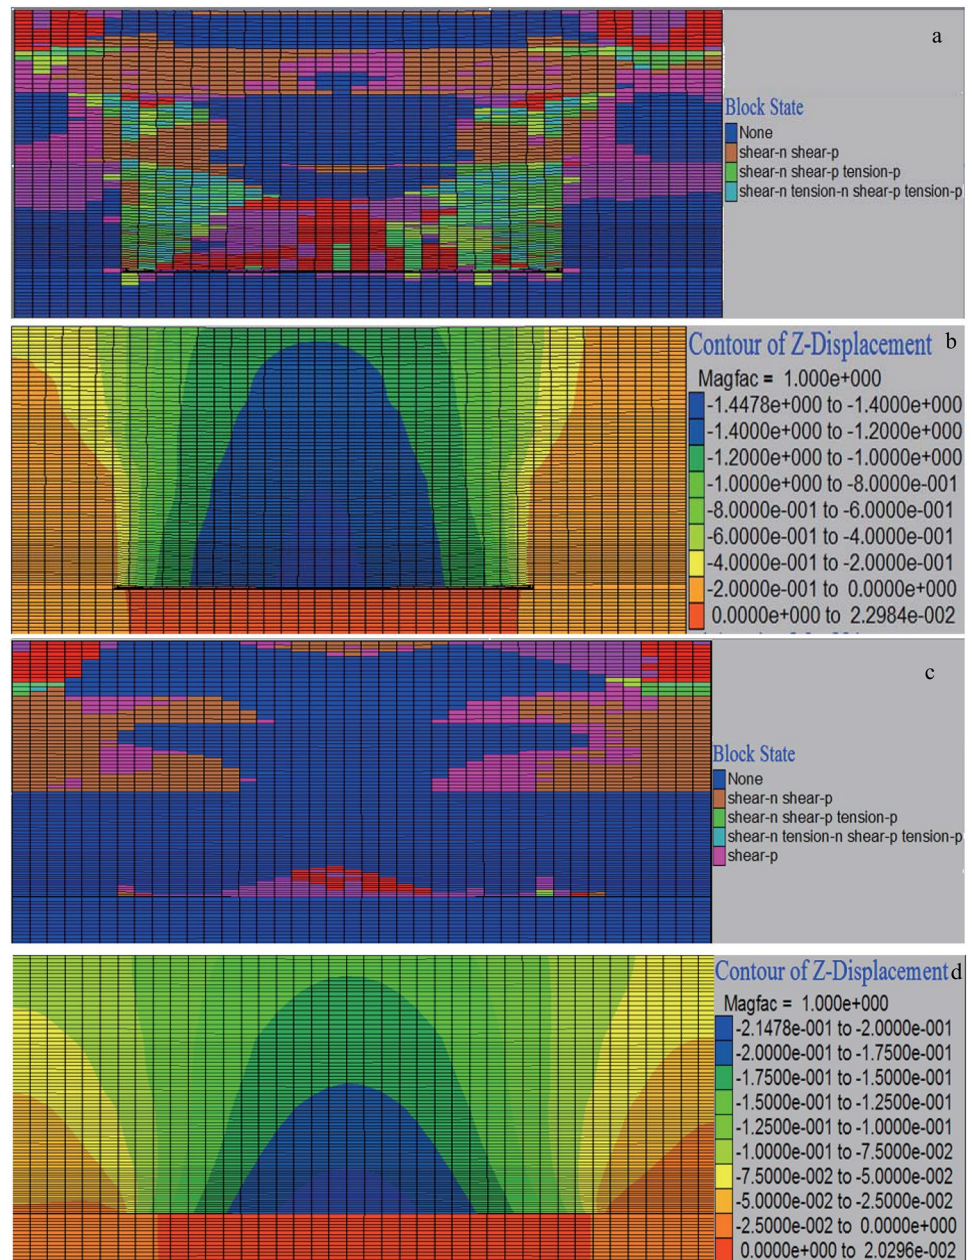 a
Block State
None
shear-n shear-p
shear-n shear-p tension-p
shear-n tension-n shear-p tension-p
Contour of Z-Displacement b
Magfac = 1.000e+000
-1.4478e+000 to -1.4000e+000
-1.4000e+000 to -1.2000e+000
-1.2000e+000 to -1.0000e+000
-1.0000e+000 to -8.0000e-001
-8.0000e-001 to -6.0000e-001
-6.0000e-001 to -4.0000e-001
-4.0000e-001 to -2.0000e-001
-2.0000e-001 to 0.0000e+000
0.0000e+000 to 2.2984e-002
c
Block State
None
shear-n shear-p
shear-n shear-p tension-p
shear-n tension-n shear-p tension-p
shear-p
Contour of Z-Displacement d
Magfac = 1.000e+000
-2.1478e-001 to -2.0000e-001
-2.0000e-001 to -1.7500e-001
-1.7500e-001 to -1.5000e-001
-1.5000e-001 to -1.2500e-001
-1.2500e-001 to -1.0000e-001
-1.0000e-001 to -7.5000e-002
-7.5000e-002 to -5.0000e-002
-5.0000e-002 to -2.5000e-002
-2.5000e-002 to 0.0000e+000
0.0000e+000 to 2.0296e-002